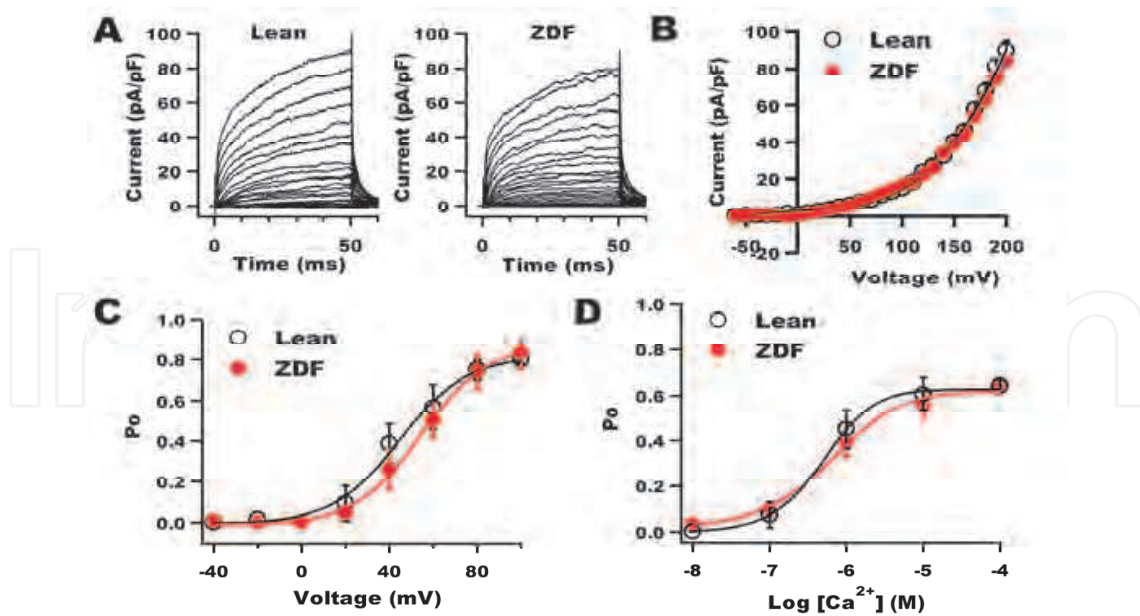 A
Lean
Current (pA/pF)
100
80
60
40
20
0
0
50
Time (ms)
ZDF
Current (pA/pF)
100
80
60
40
20
0
0
50
Time (ms)
B
Lean
ZDF
Current (pA/pF)
100
80
60
40
20
-20
-50
50
100
150
200
Voltage (mV)
C
Lean
ZDF
Po
1.0
0.8
0.6
0.4
0.2
0.0
-40
0
40
80
Voltage (mV)
D
Lean
ZDF
Po
1.0
0.8
0.6
0.4
0.2
0.0
-8
-7
-6
-5
-4
Log [Ca²⁺] (M)